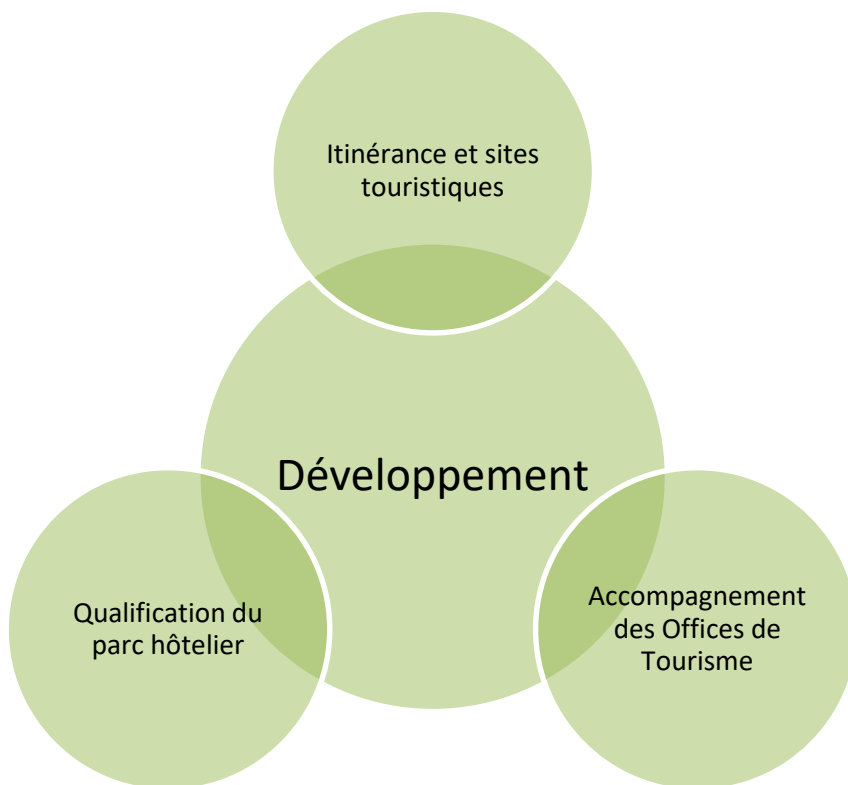 Itinérance et sites
touristiques
Développement
Qualification du
parc hôtelier
Accompagnement
des Offices de
Tourisme